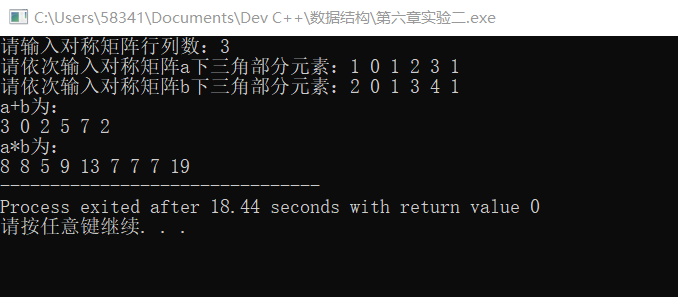 C:\Users\58341\Documents\Dev C++\数据结构\第六章实验二.exe
请输入对称矩阵行列数：3
请依次输入对称矩阵a下三角部分元素：1 0 1 2 3 1
请依次输入对称矩阵b下三角部分元素：2 0 1 3 4 1
a+b为：
3 0 2 5 7 2
a*b为：
8 8 5 9 13 7 7 7 19
--------------------------------
Process exited after 18.44 seconds with return value 0
请按任意键继续. . .